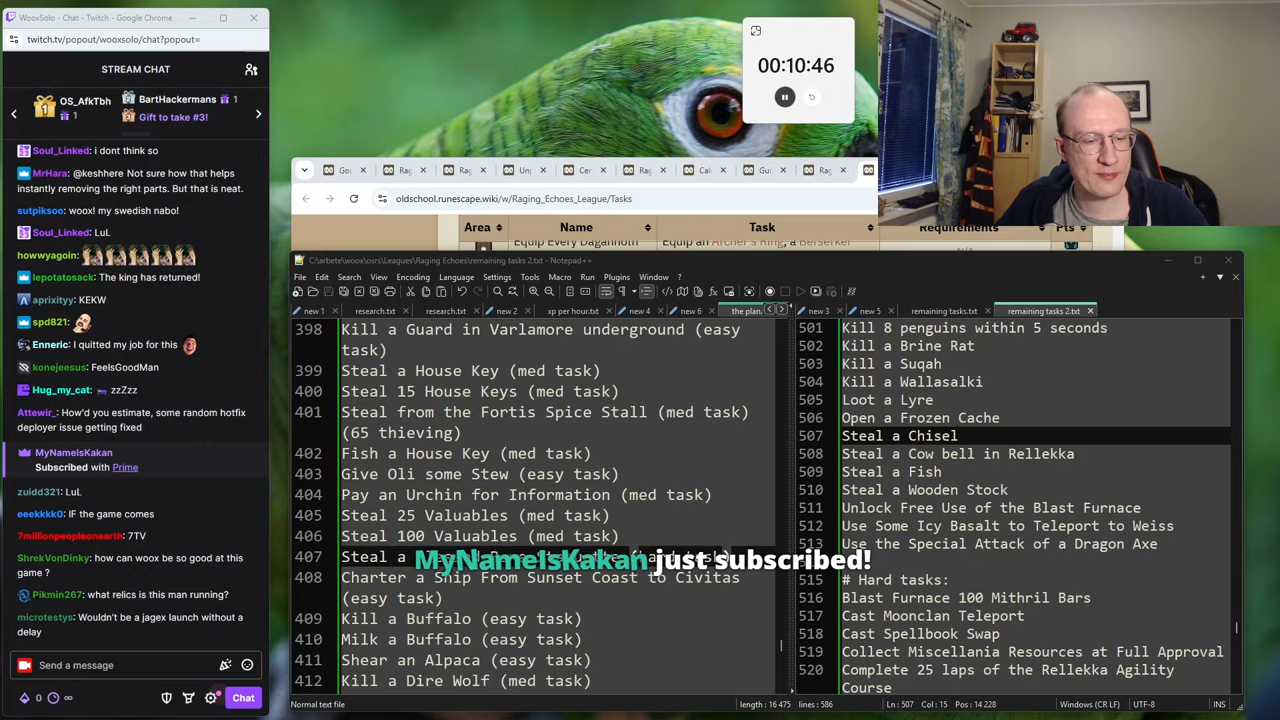 WooxSolo - Chat - Twitch - Google Chrome
twitch.tv/popout/wooxsolo/chat?popout=
STREAM CHAT
OS_AfkTbh
1
BartHackermans 1
Gift to take #3!
Soul_Linked: i dont think so
MrHara: @keshhere Not sure how that helps
instantly removing the right parts. But that is neat.
sutpiksoo: woox! my swedish nabo!
Soul_Linked: LuL
howwyagoin:
lepotatosack: The king has returned!
aprixityy: KEKW
spd821:
Enneric: I quitted my job for this
konejeesus: FeelsGoodMan
Hug_my_cat: zzZzz
Attewir_: How'd you estimate, some random hotfix
deployer issue getting fixed
MyNameIsKakan
Subscribed with Prime
zuidd321: LuL
eeekkkk0: IF the game comes
7millionpeopleonearth: 7TV
ShrekVonDinky: how can woox be so good at this
game ?
Pikmin267: what relics is this man running?
microtestys: Wouldn't be a jagex launch without a
delay
Send a message
0 ∞
Chat
00:10:46
oldschool.runescape.wiki/w/Raging_Echoes_League/Tasks
Area Name Task Requirements Pts
Equip Every Dagannoth Equip an Archer's Ring, a Berserker N/A
C:\arbete\woox\osrs\Leagues\Raging Echoes\remaining tasks 2.txt - Notepad++
File Edit Search View Encoding Language Settings Tools Macro Run Plugins Window ?
new 1 research.txt research.txt new 2 xp per hour.txt new 4 new 6 the plan.
new 3 new 5 remaining tasks.txt remaining tasks 2.txt
398 Kill a Guard in Varlamore underground (easy
task)
399 Steal a House Key (med task)
400 Steal 15 House Keys (med task)
401 Steal from the Fortis Spice Stall (med task)
(65 thieving)
402 Fish a House Key (med task)
403 Give Oli some Stew (easy task)
404 Pay an Urchin for Information (med task)
405 Steal 25 Valuables (med task)
406 Steal 100 Valuables (med task)
407 Steal a
408 Charter a Ship From Sunset Coast to Civitas
(easy task)
409 Kill a Buffalo (easy task)
410 Milk a Buffalo (easy task)
411 Shear an Alpaca (easy task)
412 Kill a Dire Wolf (med task)
501 Kill 8 penguins within 5 seconds
502 Kill a Brine Rat
503 Kill a Suqah
504 Kill a Wallasalki
505 Loot a Lyre
506 Open a Frozen Cache
507 Steal a Chisel
508 Steal a Cow bell in Rellekka
509 Steal a Fish
510 Steal a Wooden Stock
511 Unlock Free Use of the Blast Furnace
512 Use Some Icy Basalt to Teleport to Weiss
513 Use the Special Attack of a Dragon Axe
515 # Hard tasks:
516 Blast Furnace 100 Mithril Bars
517 Cast Moonclan Teleport
518 Cast Spellbook Swap
519 Collect Miscellania Resources at Full Approval
520 Complete 25 laps of the Rellekka Agility
Course
MyNameIsKakan just subscribed!
Normal text file length : 16 475 lines : 586 Ln : 507 Col : 15 Pos : 14 228 Windows (CR LF) UTF-8 INS